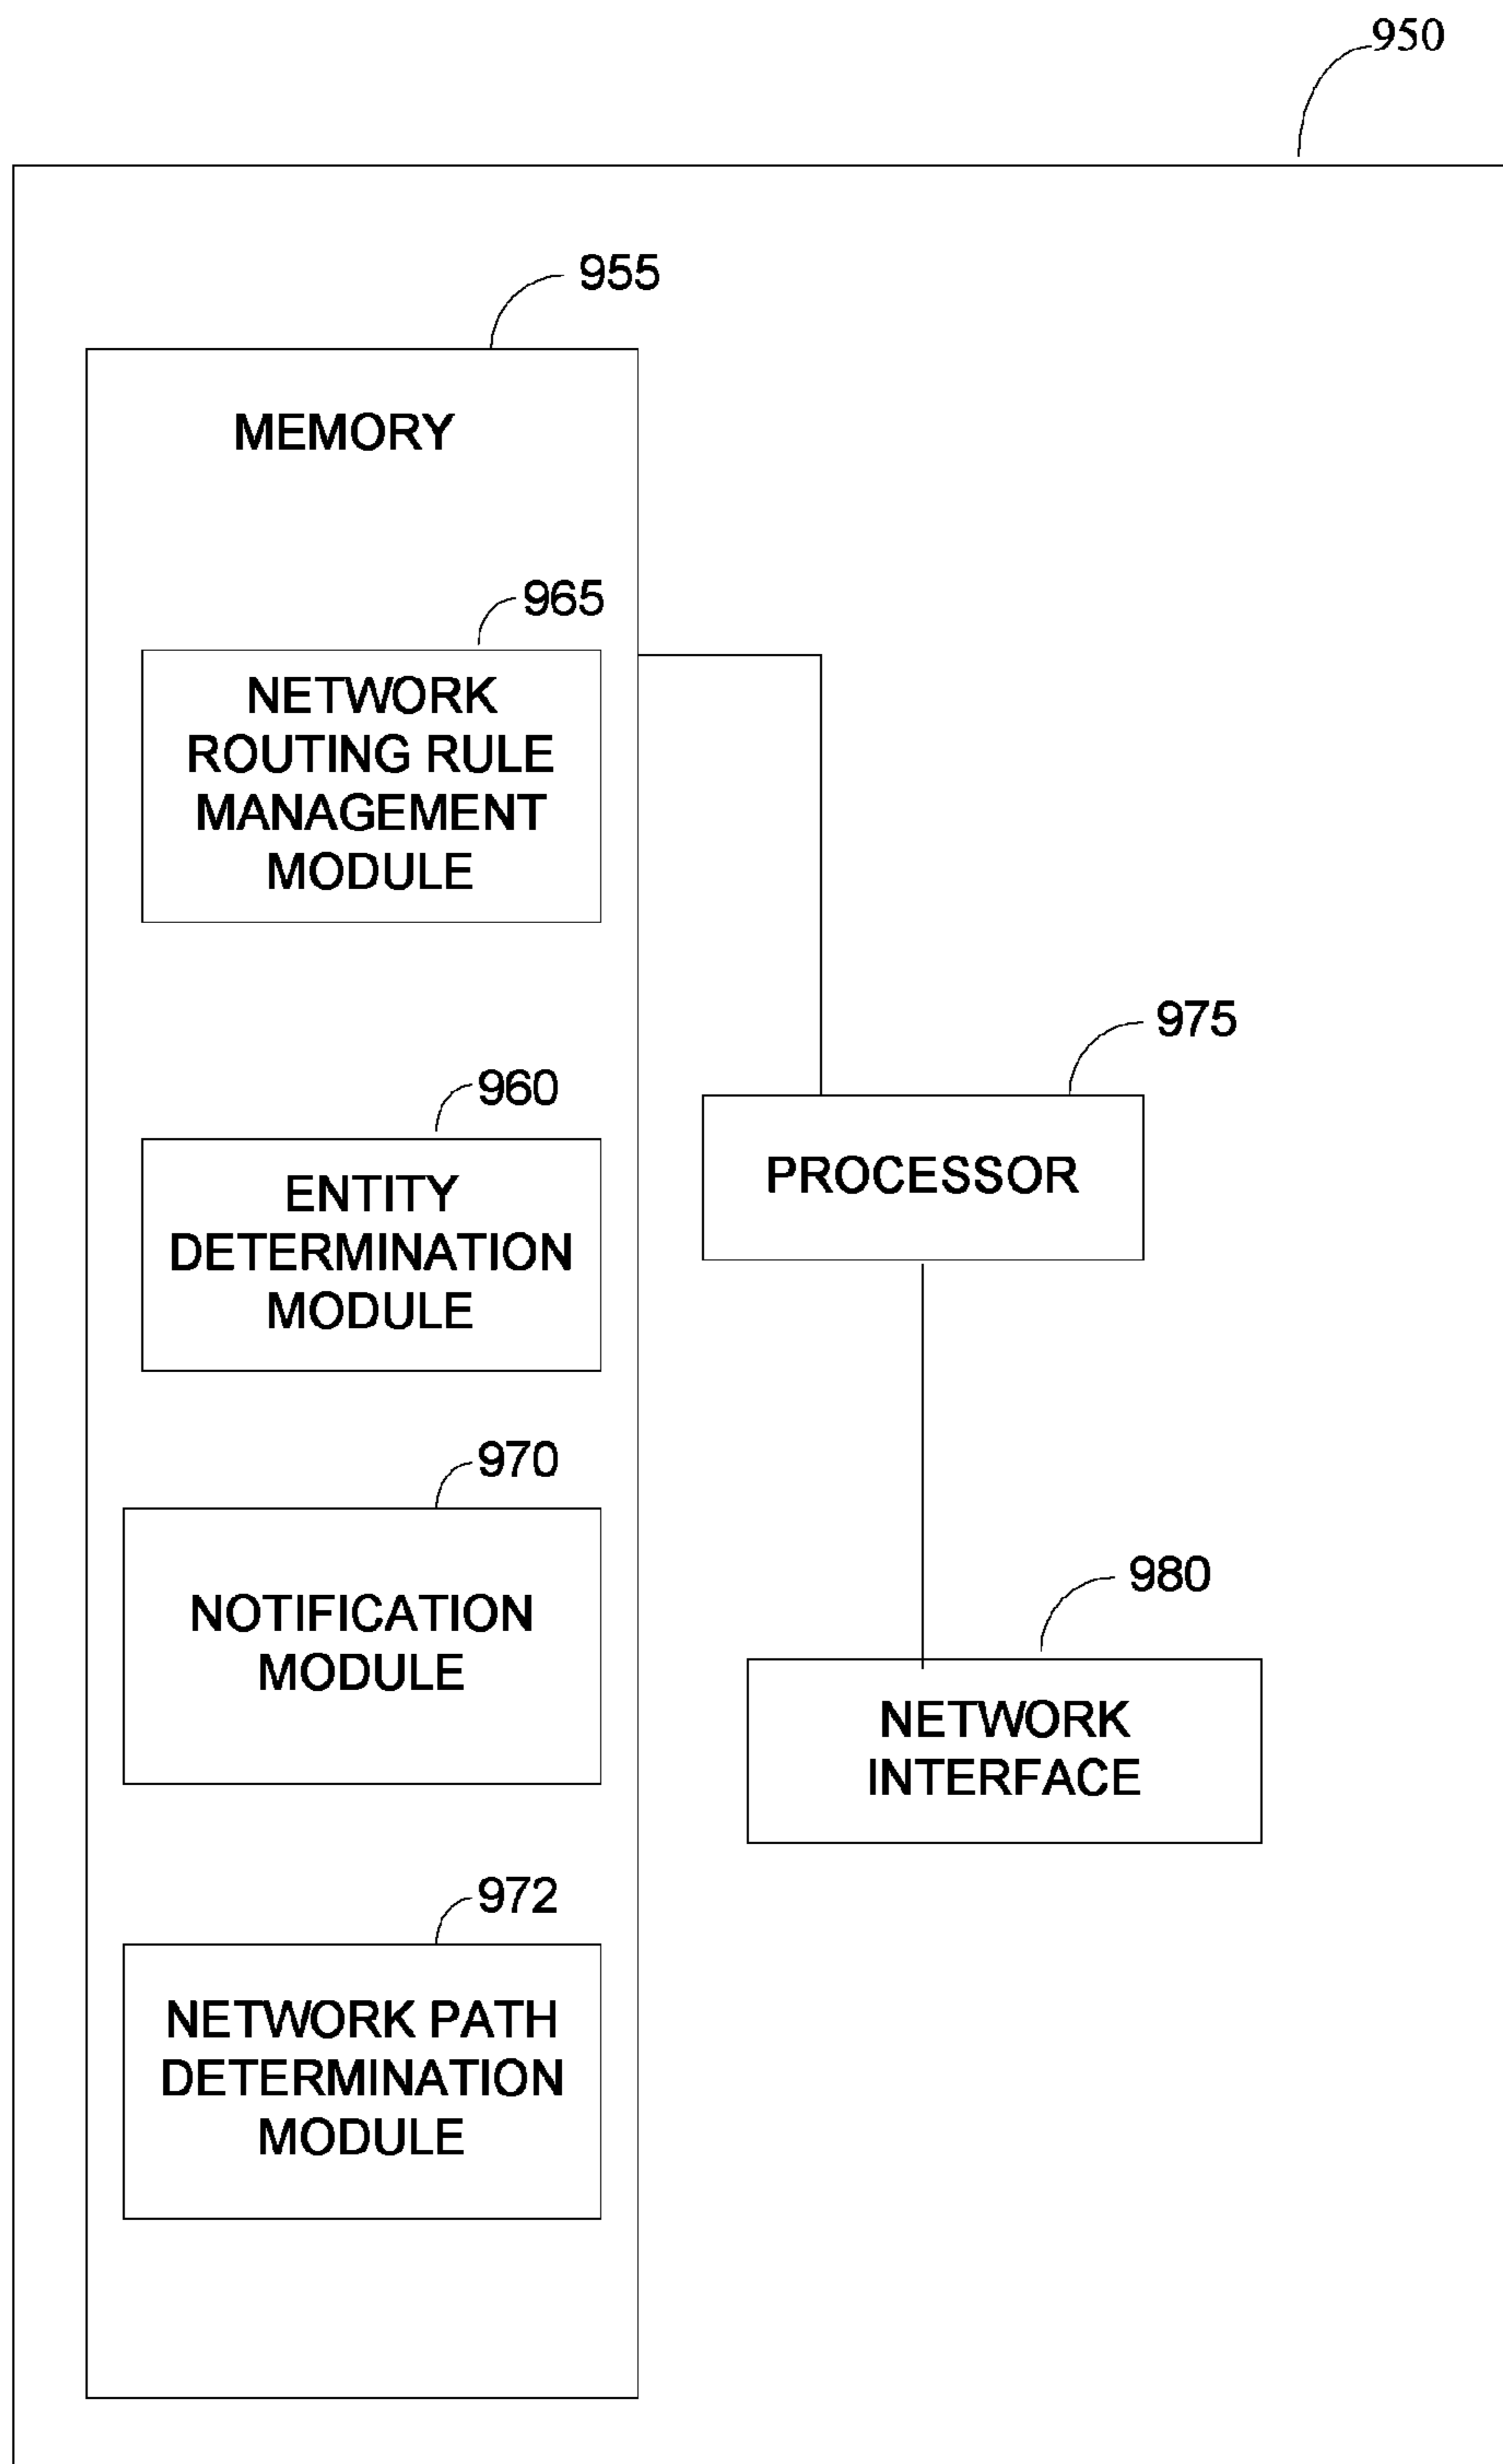 950
955
MEMORY
965
NETWORK
ROUTING RULE
MANAGEMENT
MODULE
975
PROCESSOR
960
ENTITY
DETERMINATION
MODULE
970
NOTIFICATION
MODULE
980
NETWORK
INTERFACE
972
NETWORK PATH
DETERMINATION
MODULE